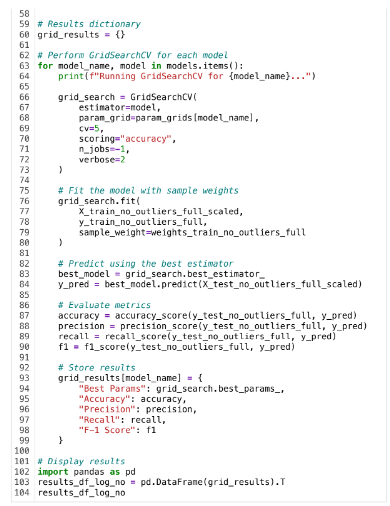 58
59 # Results dictionary
60 grid_results = {}
61
62 # Perform GridSearchCV for each model
63 for model_name, model in models.items():
64     print(f"Running GridSearchCV for {model_name}...")
65
66     grid_search = GridSearchCV(
67         estimator=model,
68         param_grid=param_grids[model_name],
69         cv=5,
70         scoring="accuracy",
71         n_jobs=-1,
72         verbose=2
73     )
74
75     # Fit the model with sample weights
76     grid_search.fit(
77         X_train_no_outliers_full_scaled,
78         y_train_no_outliers_full,
79         sample_weight=weights_train_no_outliers_full
80     )
81
82     # Predict using the best estimator
83     best_model = grid_search.best_estimator_
84     y_pred = best_model.predict(X_test_no_outliers_full_scaled)
85
86     # Evaluate metrics
87     accuracy = accuracy_score(y_test_no_outliers_full, y_pred)
88     precision = precision_score(y_test_no_outliers_full, y_pred)
89     recall = recall_score(y_test_no_outliers_full, y_pred)
90     f1 = f1_score(y_test_no_outliers_full, y_pred)
91
92     # Store results
93     grid_results[model_name] = {
94         "Best Params": grid_search.best_params_,
95         "Accuracy": accuracy,
96         "Precision": precision,
97         "Recall": recall,
98         "F-1 Score": f1
99     }
100
101 # Display results
102 import pandas as pd
103 results_df_log_no = pd.DataFrame(grid_results).T
104 results_df_log_no